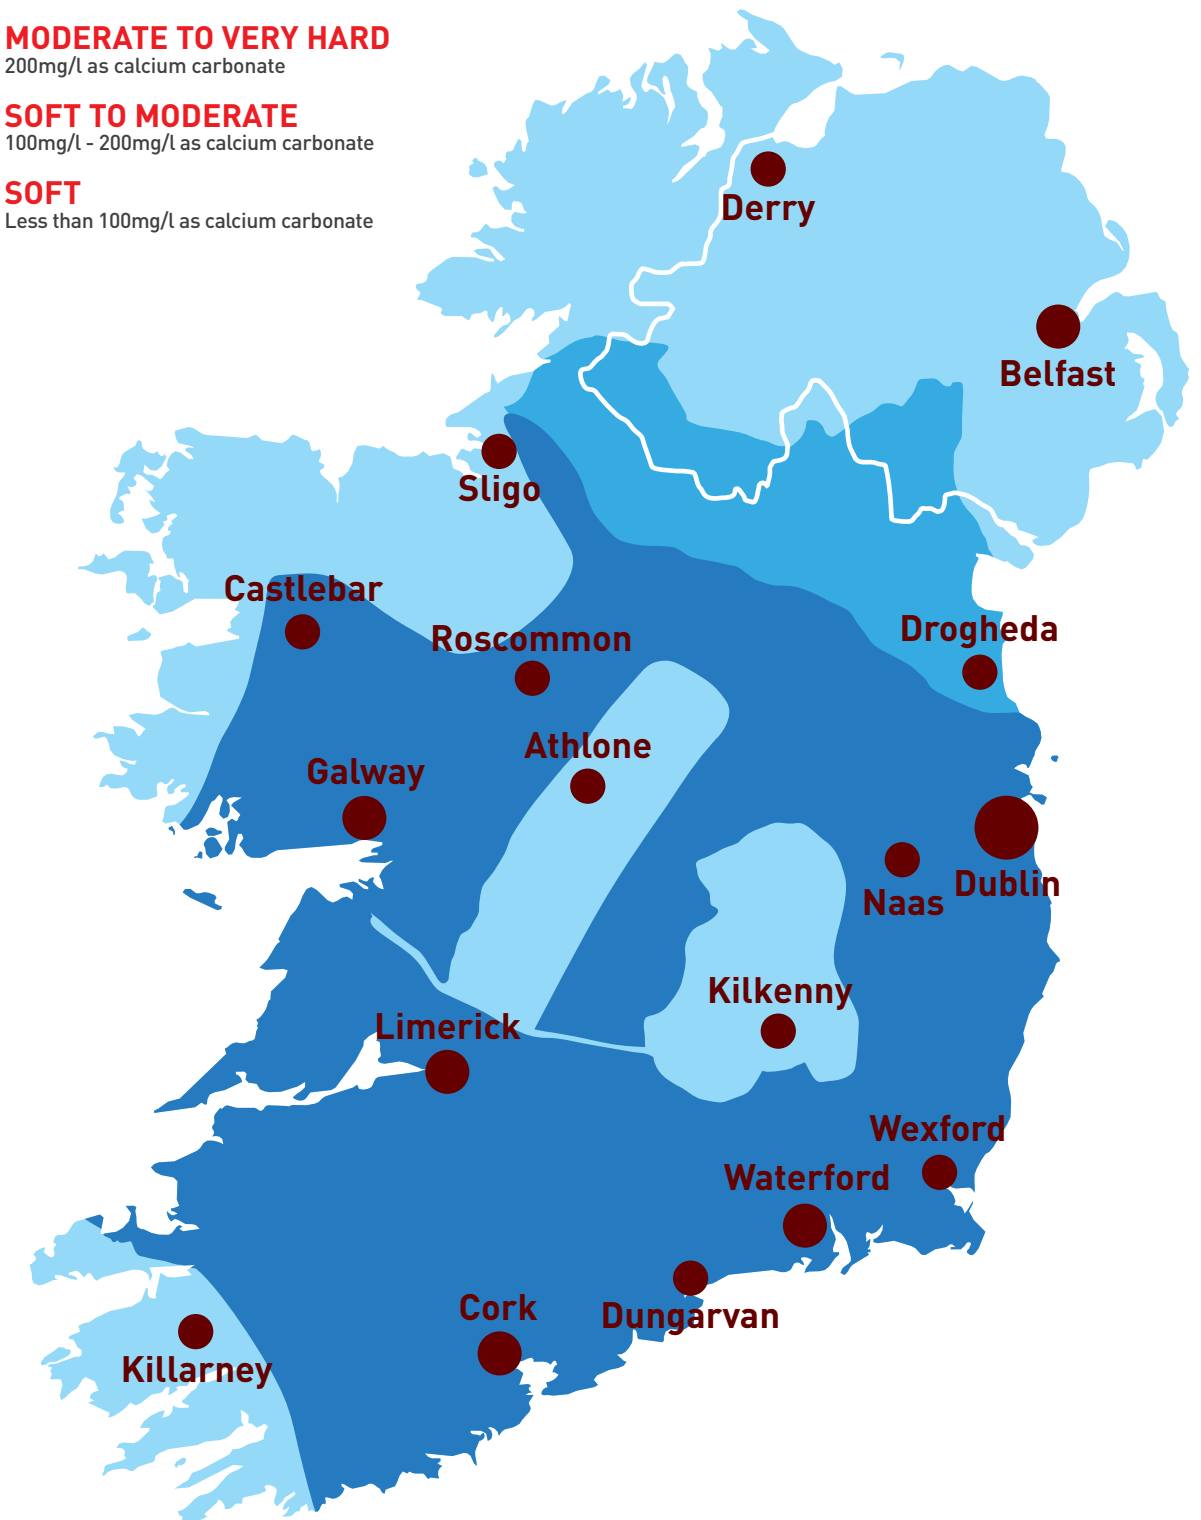 MODERATE TO VERY HARD
200mg/l as calcium carbonate
SOFT TO MODERATE
100mg/l - 200mg/l as calcium carbonate
SOFT
Less than 100mg/l as calcium carbonate
Derry
Belfast
Sligo
Castlebar
Roscommon
Drogheda
Athlone
Galway
Dublin
Naas
Kilkenny
Limerick
Wexford
Waterford
Cork
Dungarvan
Killarney